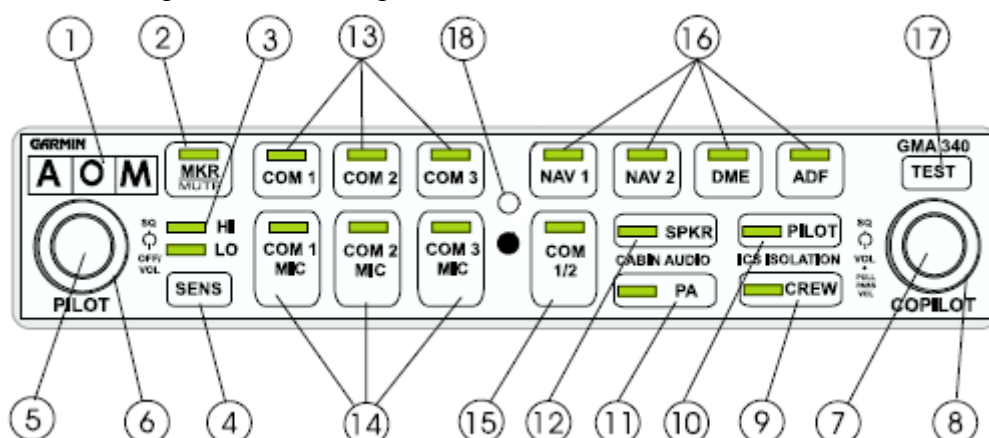 1 2 3 13 18 16 17
GARMIN
GMA 340
A O M
MKR
MUTE
COM 1
COM 2
COM 3
NAV 1
NAV 2
DME
ADF
TEST
SQ
OFF/
VOL
HI
LO
SENS
PILOT
COM 1
MIC
COM 2
MIC
COM 3
MIC
COM
1/2
SPKR
CABIN AUDIO
PA
PILOT
ICS ISOLATION
CREW
SQ
VOL
PULL
PASS
VOL
COPILOT
5 6 4 14 15 12 11 10 9 7 8